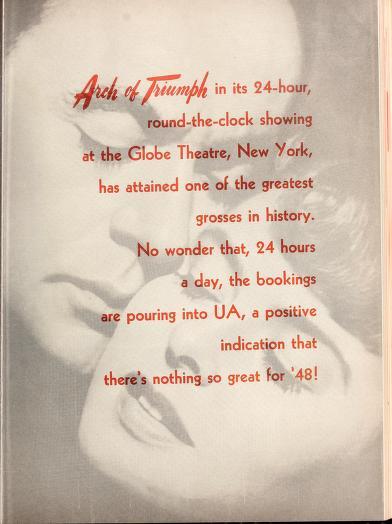 Arch of Triumph in its 24-hour,
round-the-clock showing
at the Globe Theatre, New York,
has attained one of the greatest
grosses in history.
No wonder that, 24 hours
a day, the bookings
are pouring into UA, a positive
indication that
there's nothing so great for '48!